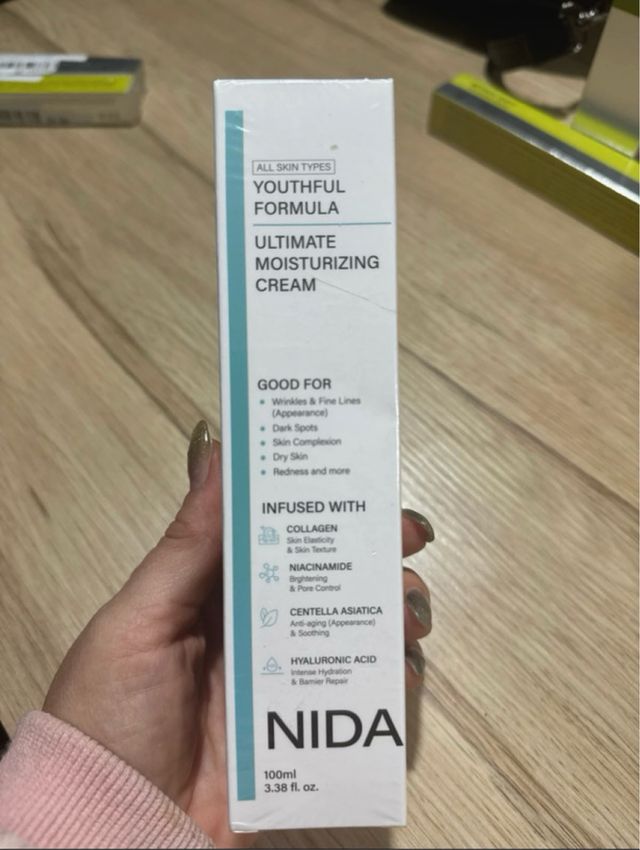 ALL SKIN TYPES
YOUTHFUL
FORMULA
ULTIMATE
MOISTURIZING
CREAM
GOOD FOR
Wrinkles & Fine Lines
(Appearance)
Dark Spots
Skin Complexion
Dry Skin
Redness and more
INFUSED WITH
COLLAGEN
Skin Elasticity
& Skin Texture
NIACINAMIDE
Brghtening
& Pore Control
CENTELLA ASIATICA
Anti-aging (Appearance)
& Soothing
HYALURONIC ACID
Intense Hydration
& Barrier Repair
NIDA
100ml
3.38 fl. oz.